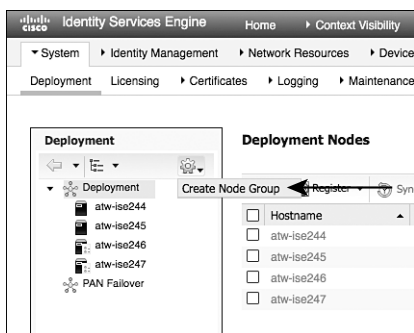 cisco Identity Services Engine Home Context Visibility
System Identity Management Network Resources Device
Deployment Licensing Certificates Logging Maintenance
Deployment
Deployment
atw-ise244
atw-ise245
atw-ise246
atw-ise247
PAN Failover
Create Node Group
Deployment Nodes
Register Syn
Hostname
atw-ise244
atw-ise245
atw-ise246
atw-ise247